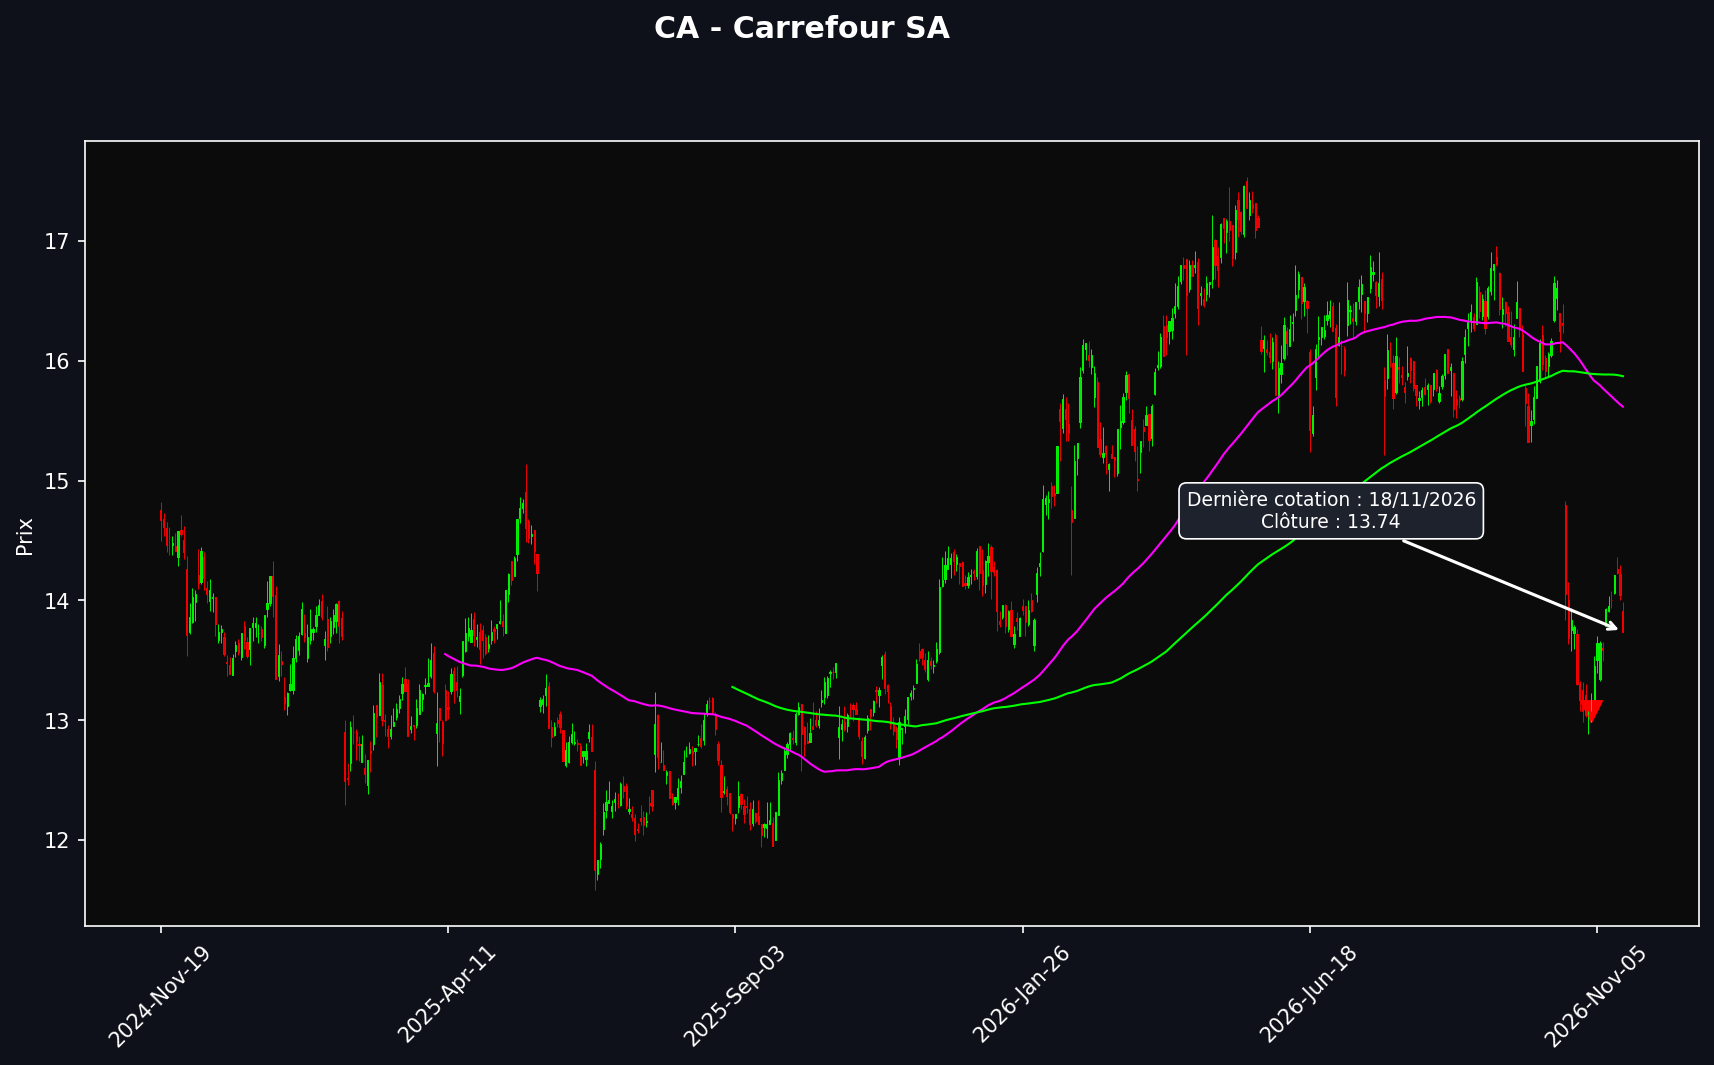 CA - Carrefour SA
Prix
17
16
15
14
13
12
Dernière cotation : 18/11/2026
Clôture : 13.74
2024-Nov-19
2025-Apr-11
2025-Sep-03
2026-Jan-26
2026-Jun-18
2026-Nov-05